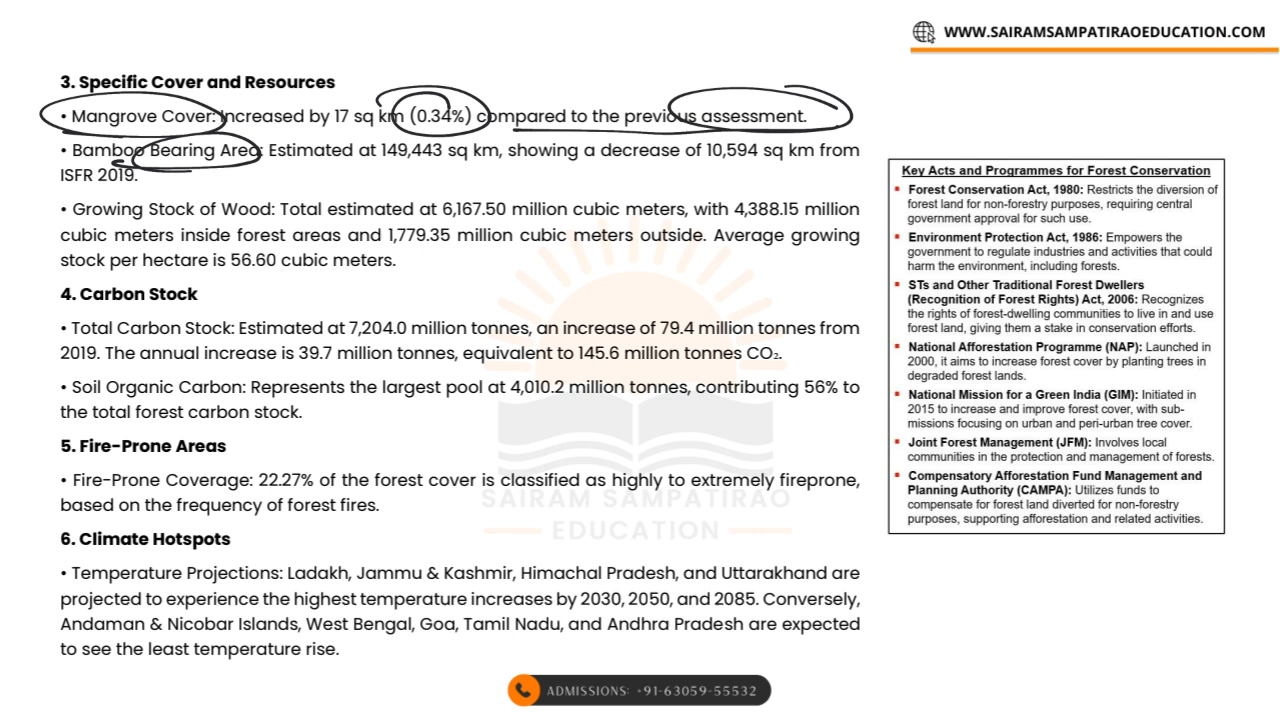 WWW.SAIRAMSAMPATIRAOEDUCATION.COM
3. Specific Cover and Resources
• Mangrove Cover: Increased by 17 sq km (0.34%) compared to the previous assessment.
• Bamboo Bearing Area: Estimated at 149,443 sq km, showing a decrease of 10,594 sq km from
ISFR 2019.
• Growing Stock of Wood: Total estimated at 6,167.50 million cubic meters, with 4,388.15 million
cubic meters inside forest areas and 1,779.35 million cubic meters outside. Average growing
stock per hectare is 56.60 cubic meters.
4. Carbon Stock
• Total Carbon Stock: Estimated at 7,204.0 million tonnes, an increase of 79.4 million tonnes from
2019. The annual increase is 39.7 million tonnes, equivalent to 145.6 million tonnes CO₂.
• Soil Organic Carbon: Represents the largest pool at 4,010.2 million tonnes, contributing 56% to
the total forest carbon stock.
5. Fire-Prone Areas
• Fire-Prone Coverage: 22.27% of the forest cover is classified as highly to extremely fireprone,
based on the frequency of forest fires.
6. Climate Hotspots
• Temperature Projections: Ladakh, Jammu & Kashmir, Himachal Pradesh, and Uttarakhand are
projected to experience the highest temperature increases by 2030, 2050, and 2085. Conversely,
Andaman & Nicobar Islands, West Bengal, Goa, Tamil Nadu, and Andhra Pradesh are expected
to see the least temperature rise.
Key Acts and Programmes for Forest Conservation
▪ Forest Conservation Act, 1980: Restricts the diversion of
forest land for non-forestry purposes, requiring central
government approval for such use.
▪ Environment Protection Act, 1986: Empowers the
government to regulate industries and activities that could
harm the environment, including forests.
▪ STs and Other Traditional Forest Dwellers
(Recognition of Forest Rights) Act, 2006: Recognizes
the rights of forest-dwelling communities to live in and use
forest land, giving them a stake in conservation efforts.
▪ National Afforestation Programme (NAP): Launched in
2000, it aims to increase forest cover by planting trees in
degraded forest lands.
▪ National Mission for a Green India (GIM): Initiated in
2015 to increase and improve forest cover, with sub-
missions focusing on urban and peri-urban tree cover.
▪ Joint Forest Management (JFM): Involves local
communities in the protection and management of forests.
▪ Compensatory Afforestation Fund Management and
Planning Authority (CAMPA): Utilizes funds to
compensate for forest land diverted for non-forestry
purposes, supporting afforestation and related activities.
SAIRAM SAMPATIRAO
EDUCATION
ADMISSIONS: +91-63059-55532